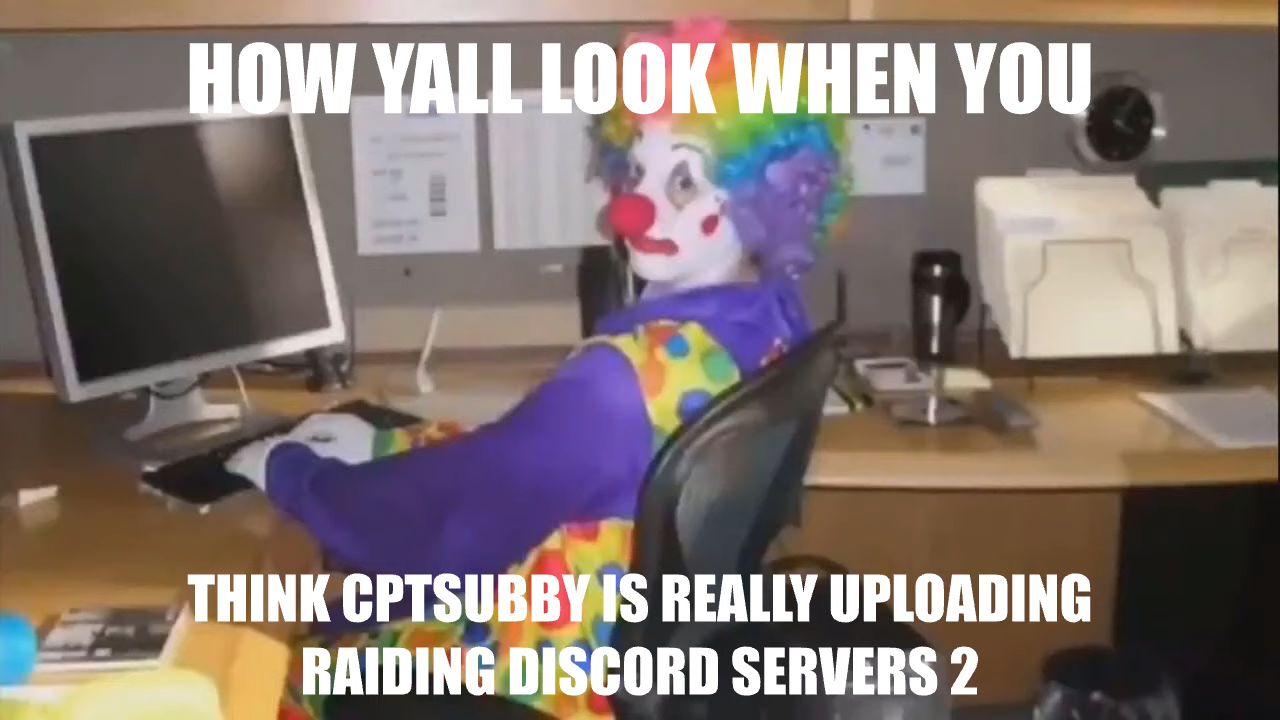 HOW YALL LOOK WHEN YOU
THINK CPTSUBBY IS REALLY UPLOADING
RAIDING DISCORD SERVERS 2